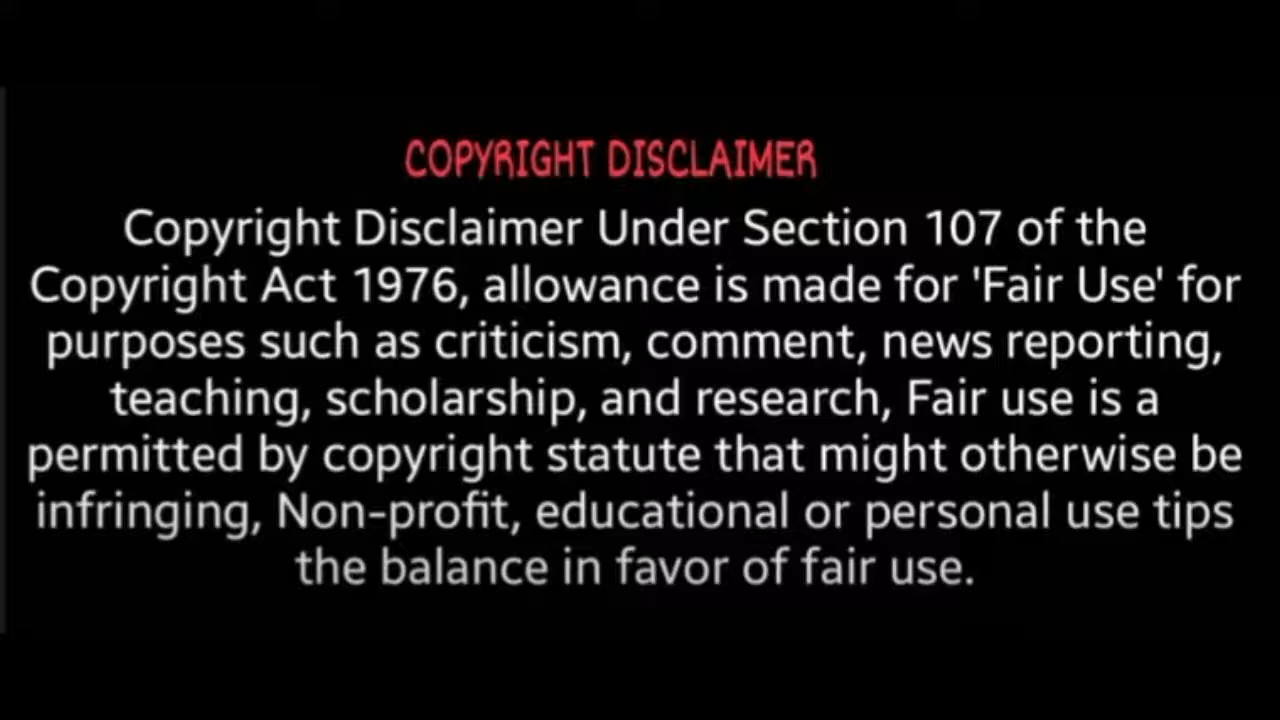 COPYRIGHT DISCLAIMER
Copyright Disclaimer Under Section 107 of the
Copyright Act 1976, allowance is made for 'Fair Use' for
purposes such as criticism, comment, news reporting,
teaching, scholarship, and research, Fair use is a
permitted by copyright statute that might otherwise be
infringing, Non-profit, educational or personal use tips
the balance in favor of fair use.